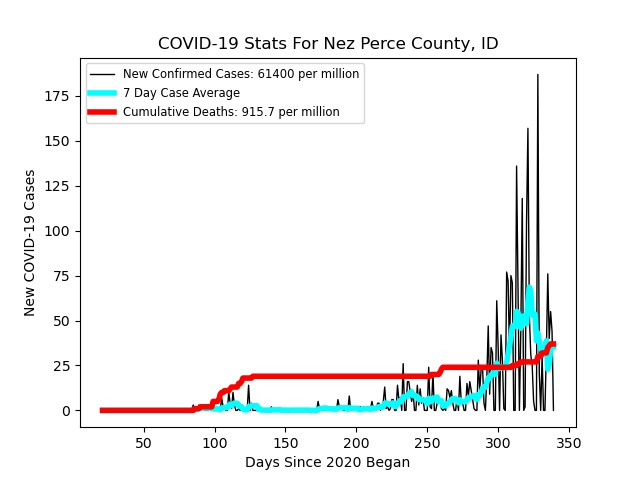 COVID-19 Stats For Nez Perce County, ID
New Confirmed Cases: 61400 per million
7 Day Case Average
Cumulative Deaths: 915.7 per million
New COVID-19 Cases
175
150
125
100
75
50
25
0
50 100 150 200 250 300 350
Days Since 2020 Began